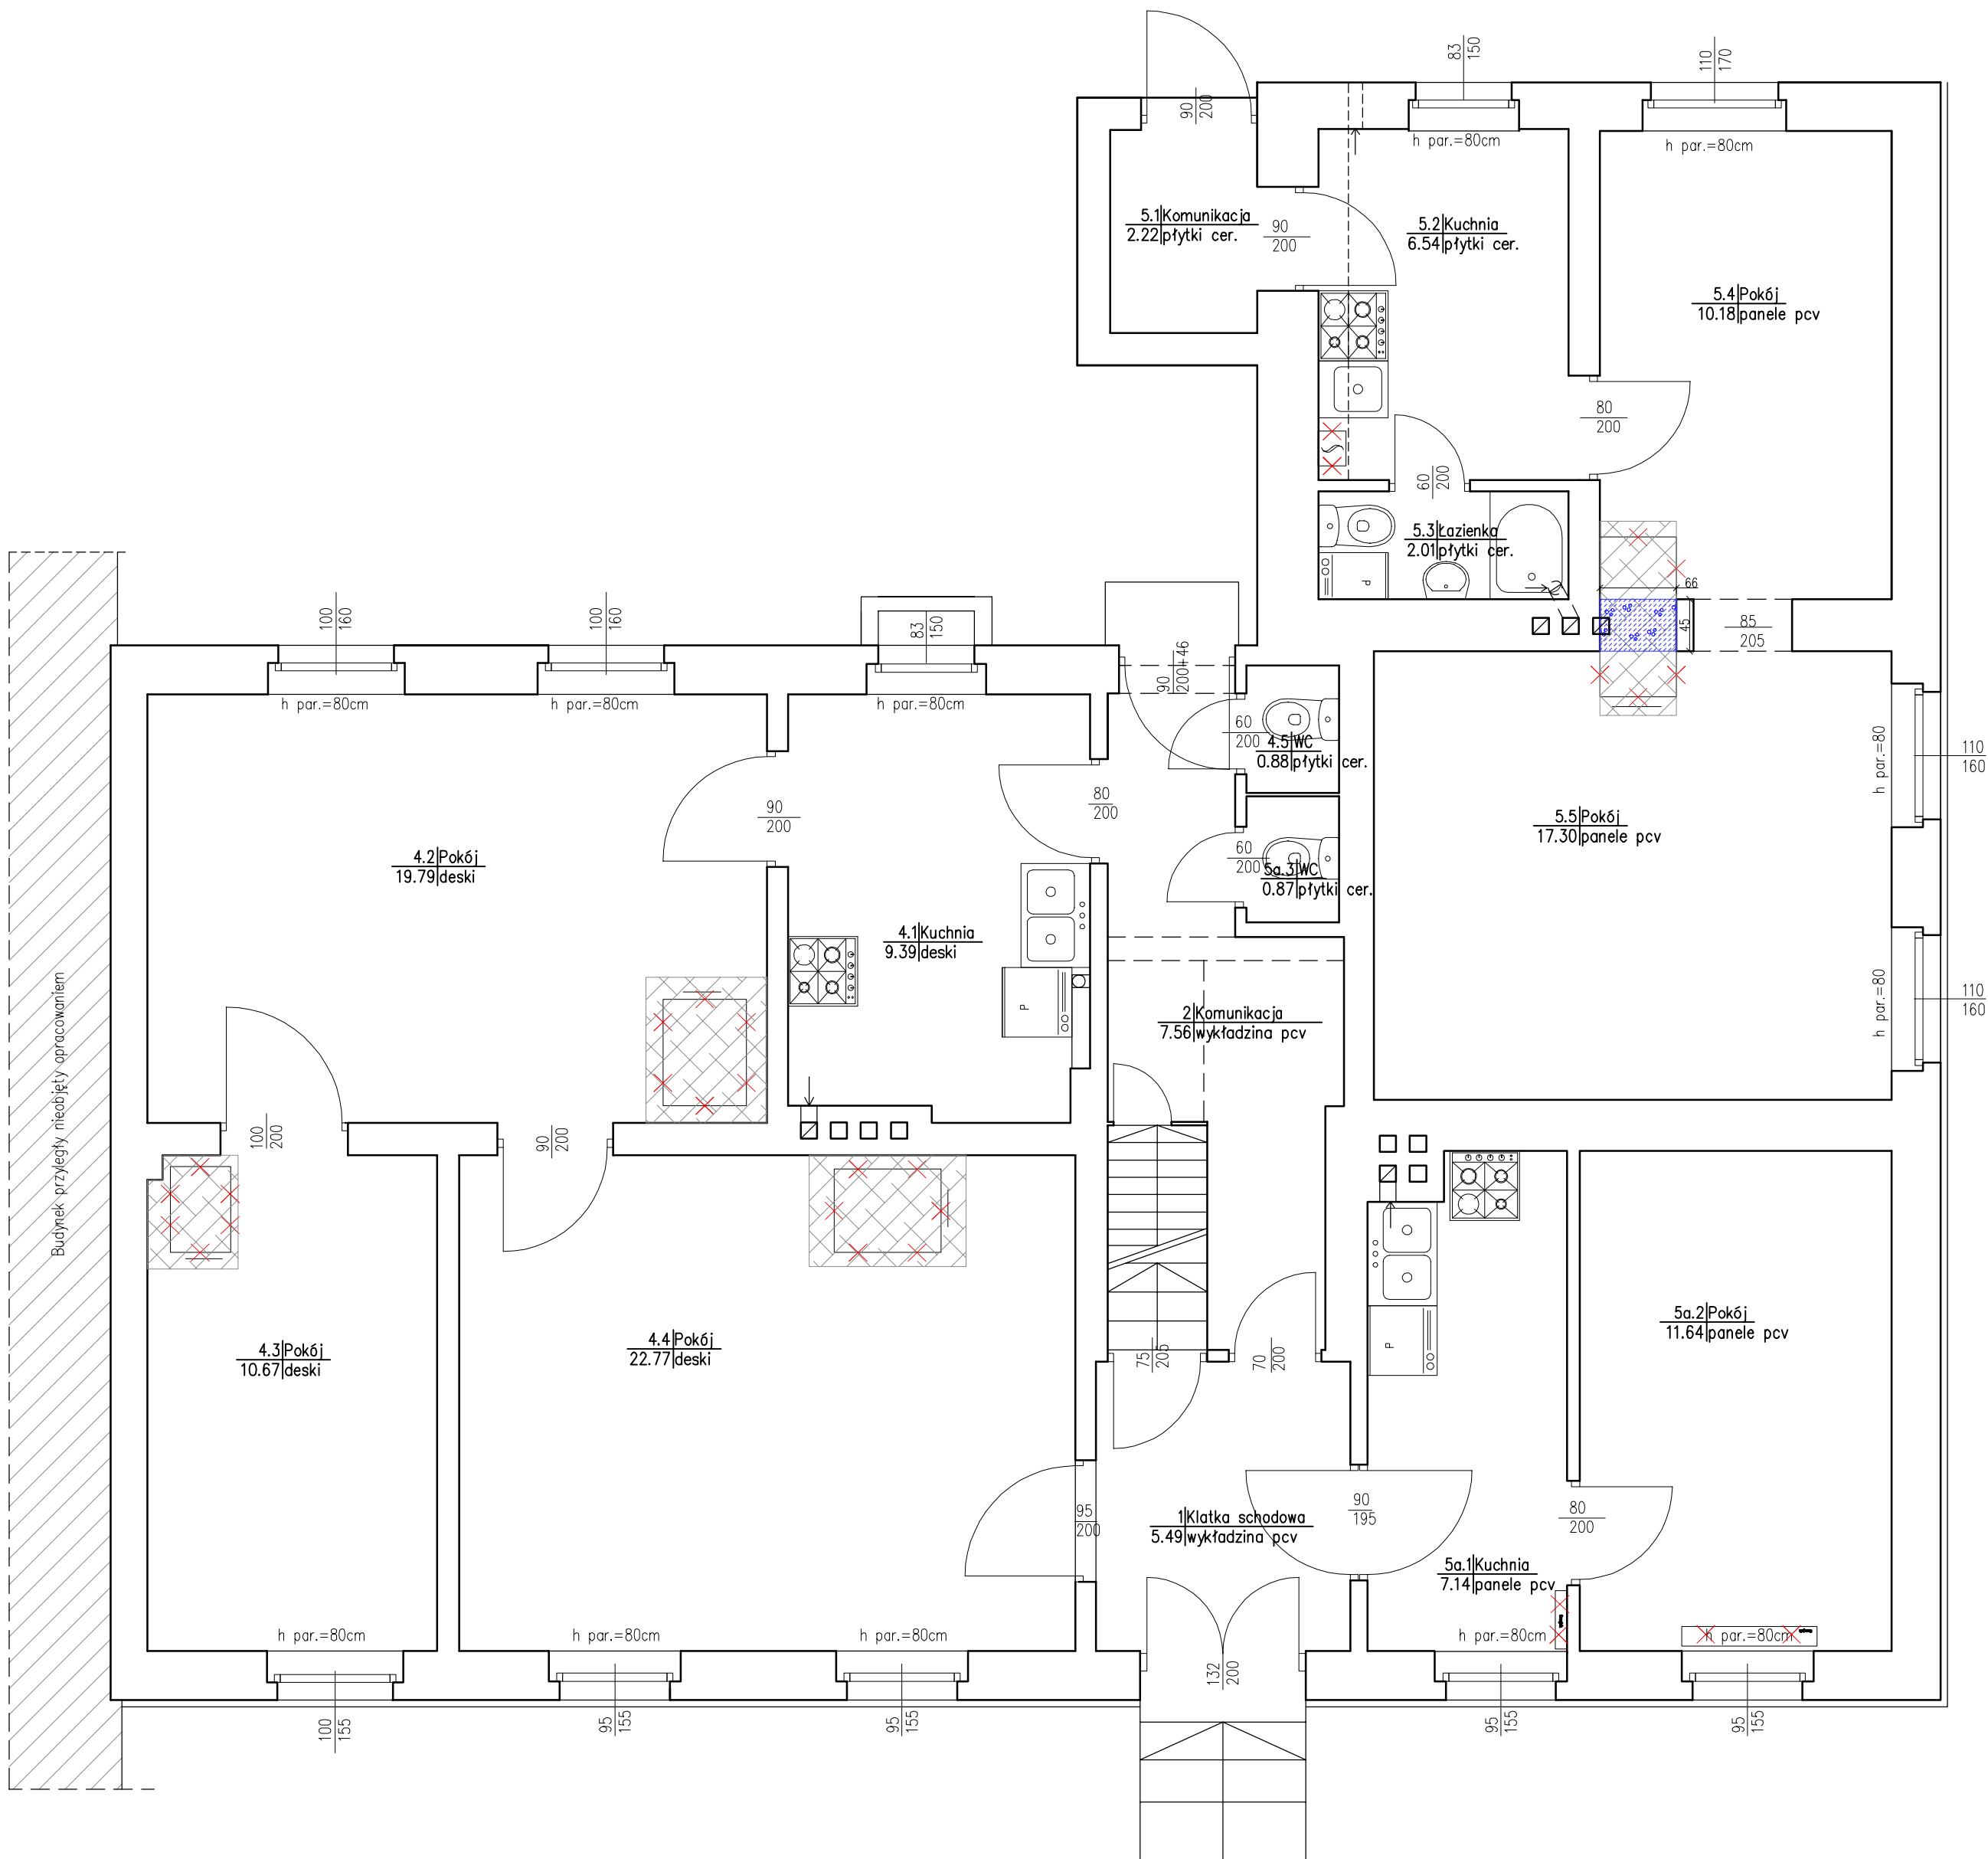 83
150
110
170
90
200
h par.=80cm
h par.=80cm
5.1 Komunikacja
2.22 płytki cer.
90
200
5.2 Kuchnia
6.54 płytki cer.
5.4 Pokój
10.18 panele pcv
80
200
60
200
5.3 Łazienka
2.01 płytki cer.
P
66
45
85
205
100
160
100
160
83
150
90
200+46
h par.=80cm
h par.=80cm
h par.=80cm
60
200
4.5 WC
0.88 płytki cer.
h par.=80
110
160
90
200
80
200
5.5 Pokój
17.30 panele pcv
4.2 Pokój
19.79 deski
60
200
5a.3 WC
0.87 płytki cer.
4.1 Kuchnia
9.39 deski
P
h par.=80
110
160
2 Komunikacja
7.56 wykładzina pcv
Budynek przyległy nieobjęty opracowaniem
100
200
90
200
4.3 Pokój
10.67 deski
4.4 Pokój
22.77 deski
75
205
70
200
P
5a.2 Pokój
11.64 panele pcv
95
200
1 Klatka schodowa
5.49 wykładzina pcv
90
195
80
200
5a.1 Kuchnia
7.14 panele pcv
h par.=80cm
h par.=80cm
h par.=80cm
h par.=80cm
h par.=80cm
132
200
100
155
95
155
95
155
95
155
95
155